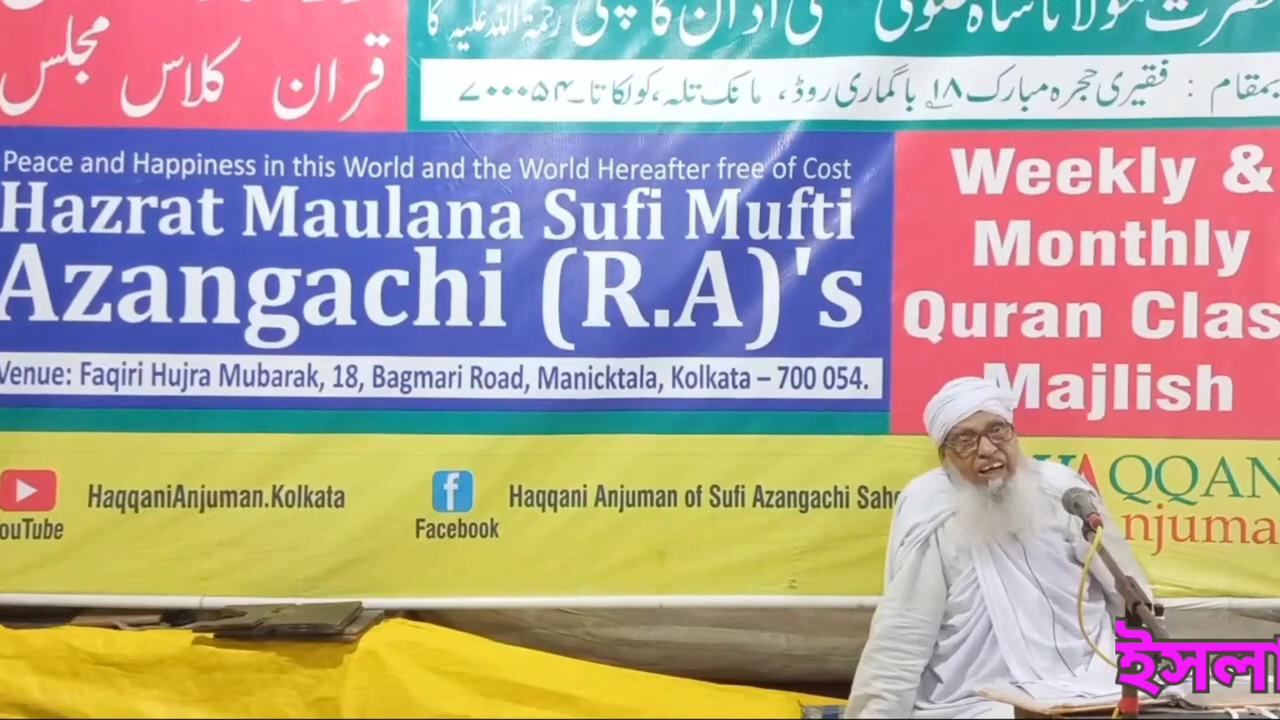 قران کلاس مجلس
بمقام : فقیری حجرہ مبارک ۱۸ باگماری روڈ، مانک تلہ، کولکاتا۔۷۰۰۰۵۴
Peace and Happiness in this World and the World Hereafter free of Cost
Hazrat Maulana Sufi Mufti
Azangachi (R.A)'s
Venue: Faqiri Hujra Mubarak, 18, Bagmari Road, Manicktala, Kolkata – 700 054.
Weekly &
Monthly
Quran Clas
Majlish
HaqqaniAnjuman.Kolkata
ouTube
Facebook
Haqqani Anjuman of Sufi Azangachi Sahe
AQQAN
njuma
ইসলা